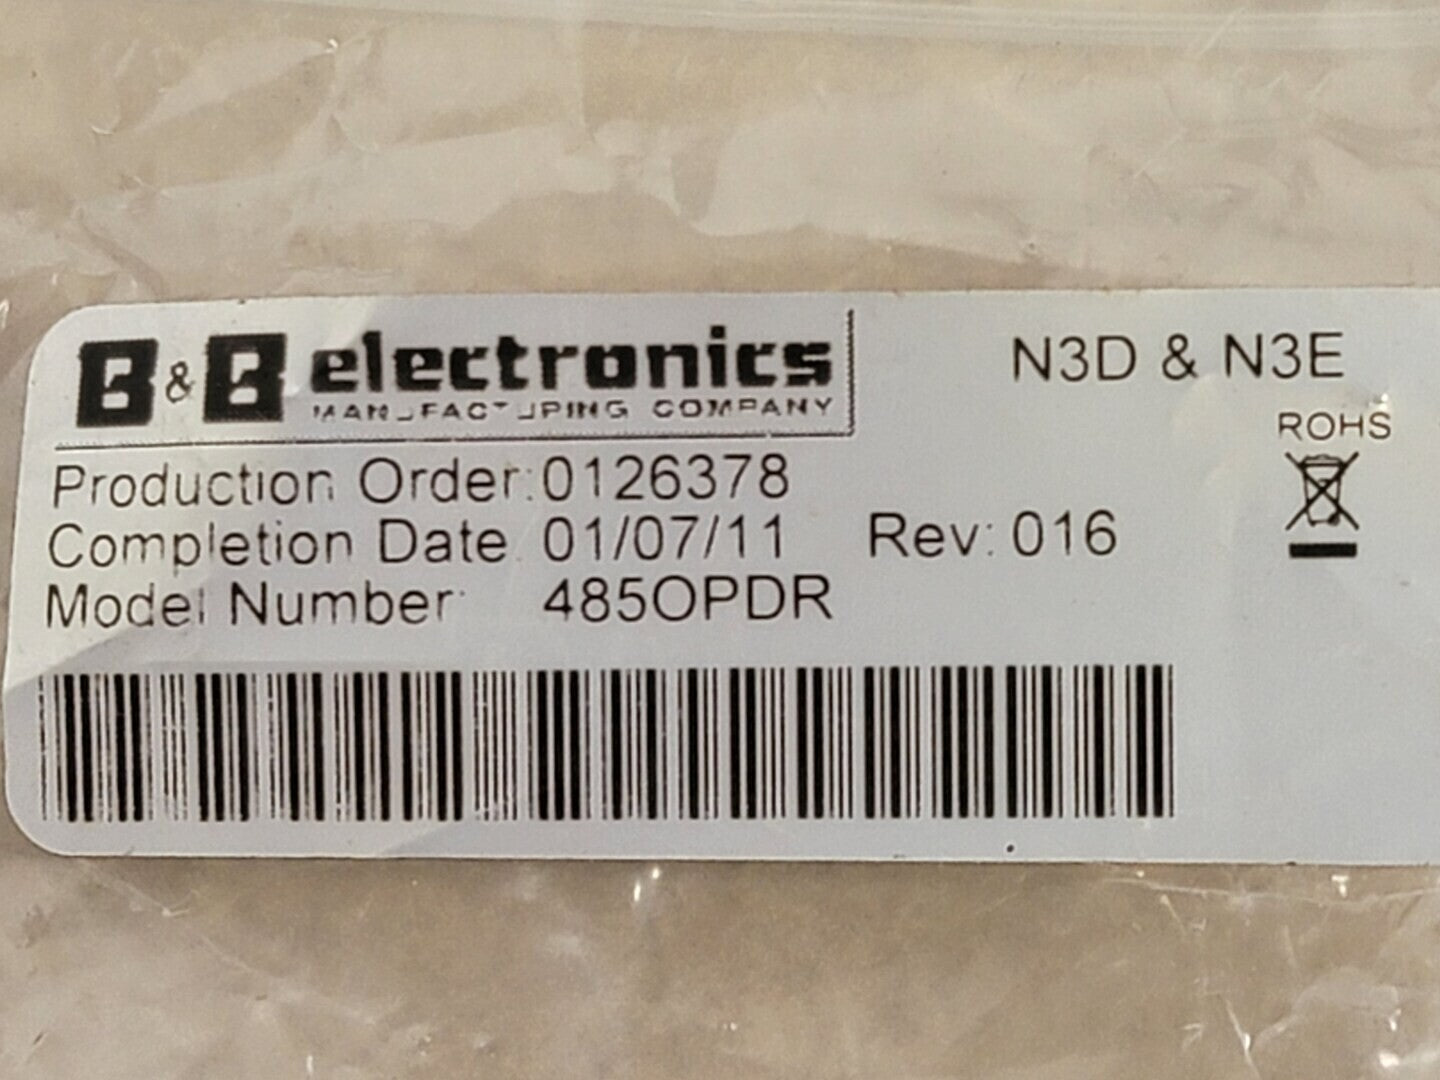 B&B electronics
MANUFACTURING COMPANY
N3D & N3E
ROHS
Production Order: 0126378
Completion Date 01/07/11 Rev: 016
Model Number: 485OPDR